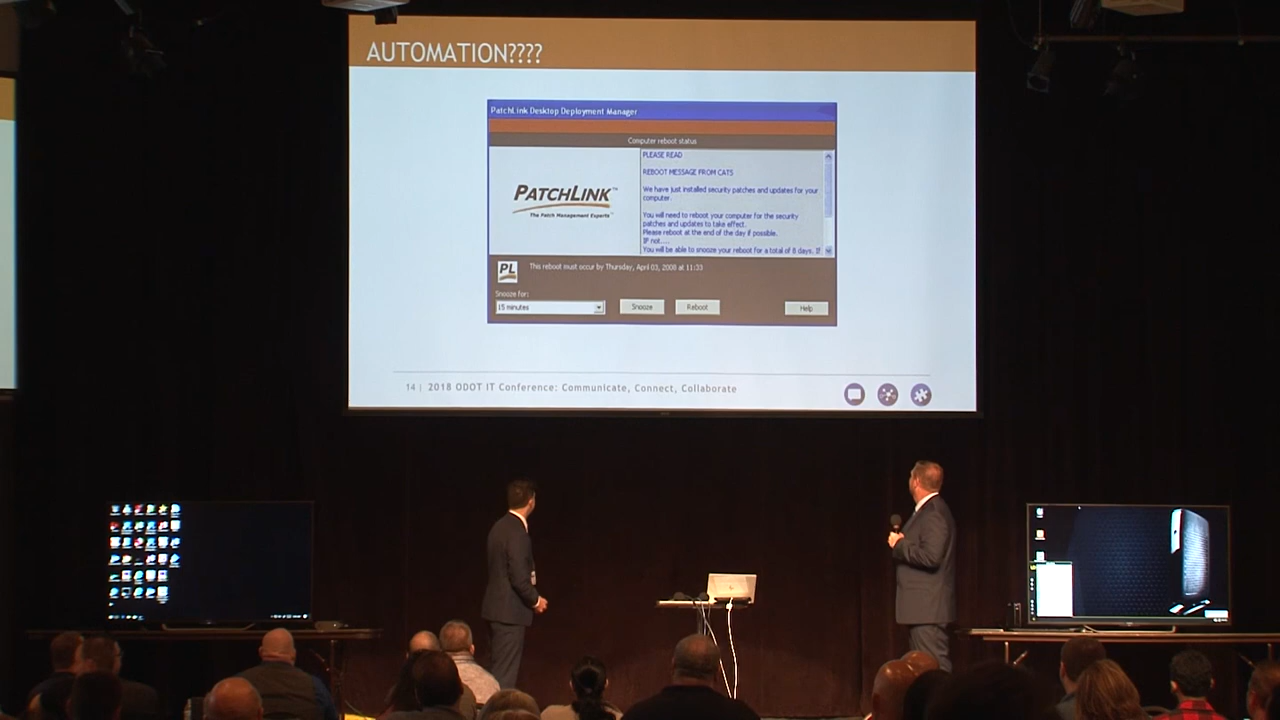 AUTOMATION????
PatchLink Desktop Deployment Manager
Computer reboot status
PLEASE READ
REBOOT MESSAGE FROM CATS
We have just installed security patches and updates for your
computer.
You will need to reboot your computer for the security
patches and updates to take effect.
Please reboot at the end of the day if possible.
IF not....
You will be able to snooze your reboot for a total of 8 days. If
PATCHLINK™
The Patch Management Experts™
PL
This reboot must occur by Thursday, April 03, 2008 at 11:33
Snooze for:
15 minutes
Snooze
Reboot
Help
14 | 2018 ODOT IT Conference: Communicate, Connect, Collaborate